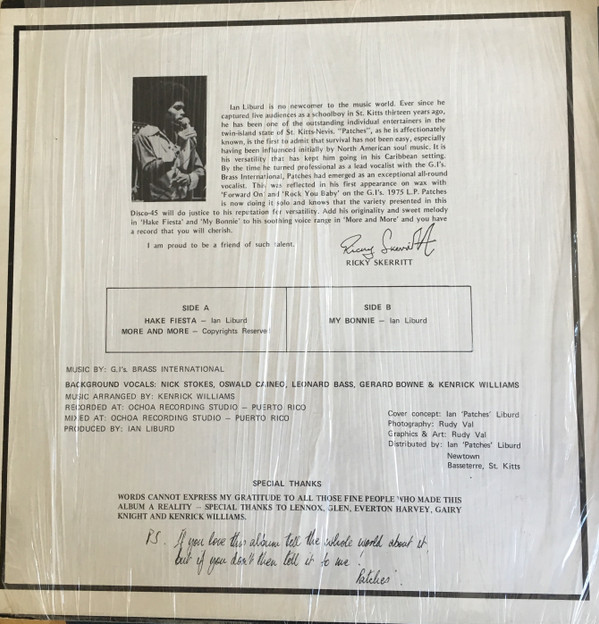 Ian Liburd is no newcomer to the music world. Ever since he
captured live audiences as a schoolboy in St. Kitts thirteen years ago,
he has been one of the outstanding individual entertainers in the
twin-island state of St. Kitts-Nevis. "Patches", as he is affectionately
known, is the first to admit that survival has not been easy, especially
having been influenced initially by North American soul music. It is
his versatility that has kept him going in his Caribbean setting.
By the time he turned professional as a lead vocalist with the G.I's.
Brass International, Patches had emerged as an exceptional all-round
vocalist. This was reflected in his first appearance on wax with
'Forward On' and 'Rock You Baby' on the G.I's. 1975 L.P. Patches
is now doing it solo and knows that the variety presented in this
Disco-45 will do justice to his reputation for versatility. Add his originality and sweet melody
in 'Hake Fiesta' and 'My Bonnie' to his soothing voice range in 'More and More' and you have
a record that you will cherish.
I am proud to be a friend of such talent.
Ricky Skerritt
RICKY SKERRITT
SIDE A
HAKE FIESTA — Ian Liburd
MORE AND MORE — Copyrights Reserved
SIDE B
MY BONNIE — Ian Liburd
MUSIC BY: G.I's. BRASS INTERNATIONAL
BACKGROUND VOCALS: NICK STOKES, OSWALD CAINEO, LEONARD BASS, GERARD BOWNE & KENRICK WILLIAMS
MUSIC ARRANGED BY: KENRICK WILLIAMS
RECORDED AT: OCHOA RECORDING STUDIO — PUERTO RICO
MIXED AT: OCHOA RECORDING STUDIO — PUERTO RICO
PRODUCED BY: IAN LIBURD
Cover concept: Ian 'Patches' Liburd
Photography: Rudy Val
Graphics & Art: Rudy Val
Distributed by: Ian 'Patches' Liburd
Newtown
Basseterre, St. Kitts
SPECIAL THANKS
WORDS CANNOT EXPRESS MY GRATITUDE TO ALL THOSE FINE PEOPLE WHO MADE THIS
ALBUM A REALITY — SPECIAL THANKS TO LENNOX, GLEN, EVERTON HARVEY, GAIRY
KNIGHT AND KENRICK WILLIAMS.
P.S. If you love this album tell the whole world about it,
but if you don't then tell it to me!
Patches.